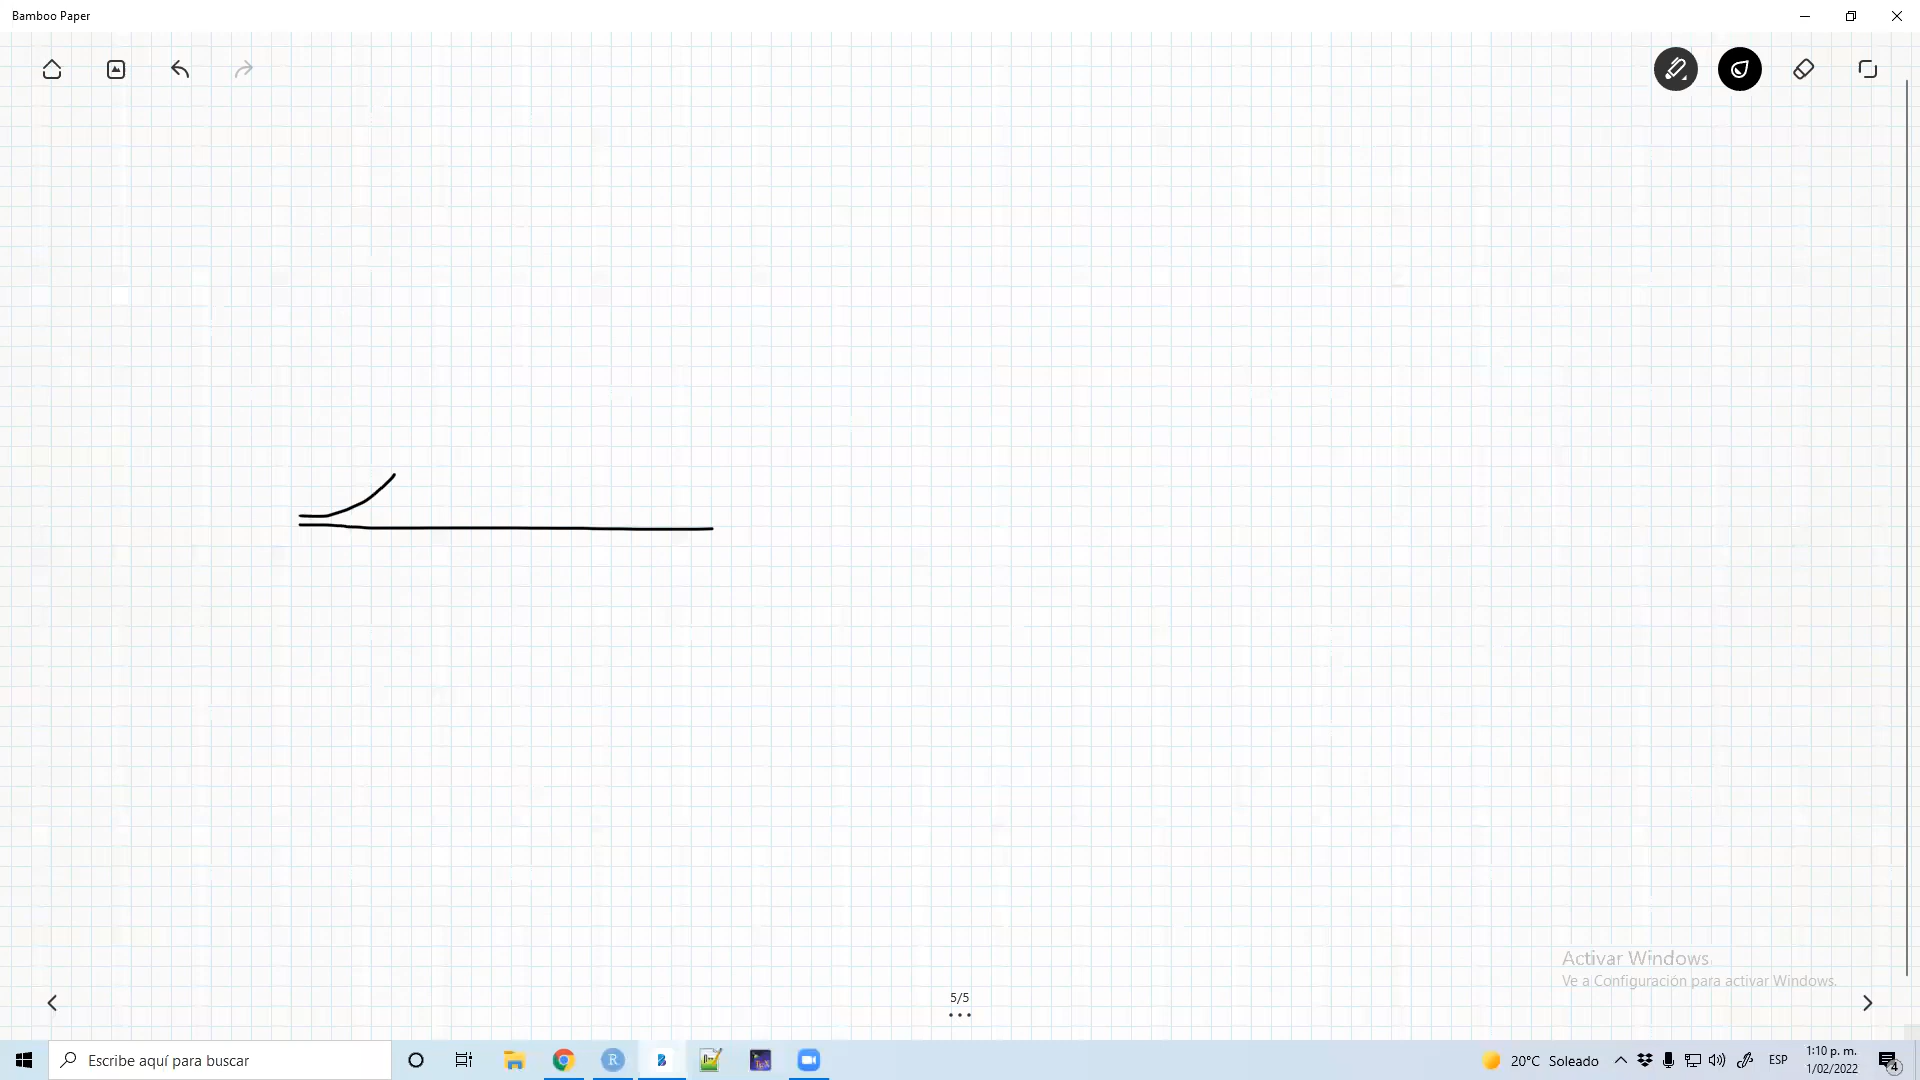 Bamboo Paper
Activar Windows
Ve a Configuración para activar Windows.
5/5
Escribe aquí para buscar
20°C Soleado
ESP
1:10 p. m.
1/02/2022
4